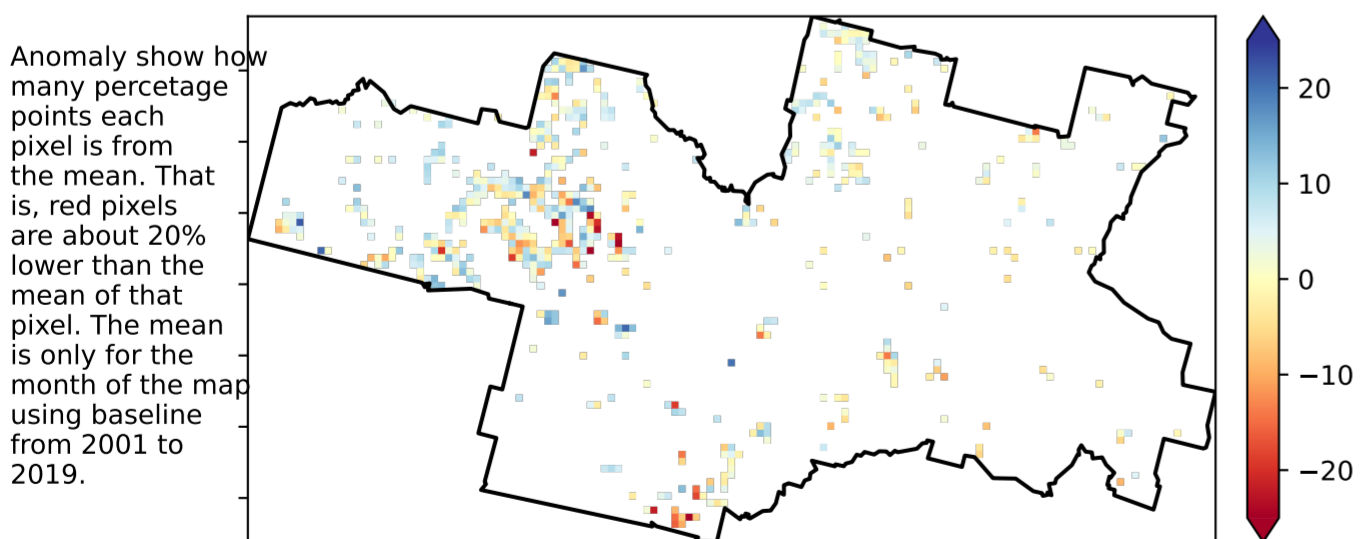 Anomaly show how
many percetage
points each
pixel is from
the mean. That
is, red pixels
are about 20%
lower than the
mean of that
pixel. The mean
is only for the
month of the map
using baseline
from 2001 to
2019.
20
10
0
−10
−20